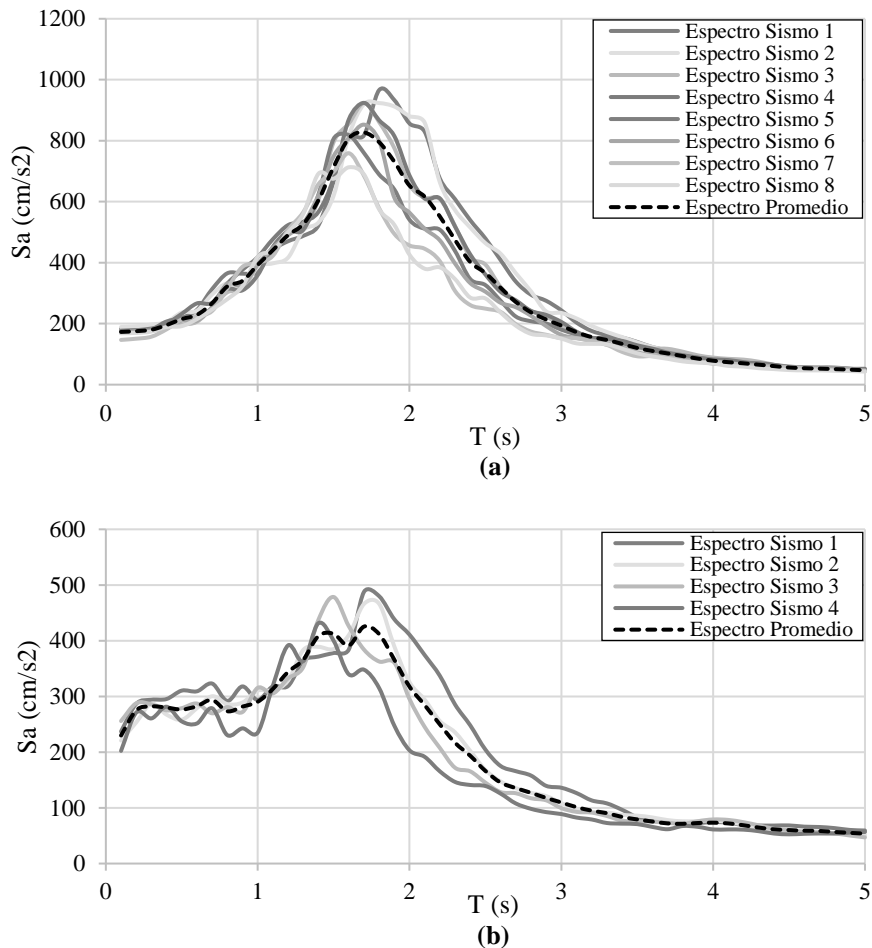 1200
1000
800
600
400
200
0
Sa (cm/s2)
Espectro Sismo 1
Espectro Sismo 2
Espectro Sismo 3
Espectro Sismo 4
Espectro Sismo 5
Espectro Sismo 6
Espectro Sismo 7
Espectro Sismo 8
Espectro Promedio
0 1 2 3 4 5
T (s)
(a)
600
500
400
300
200
100
0
Sa (cm/s2)
Espectro Sismo 1
Espectro Sismo 2
Espectro Sismo 3
Espectro Sismo 4
Espectro Promedio
0 1 2 3 4 5
T (s)
(b)